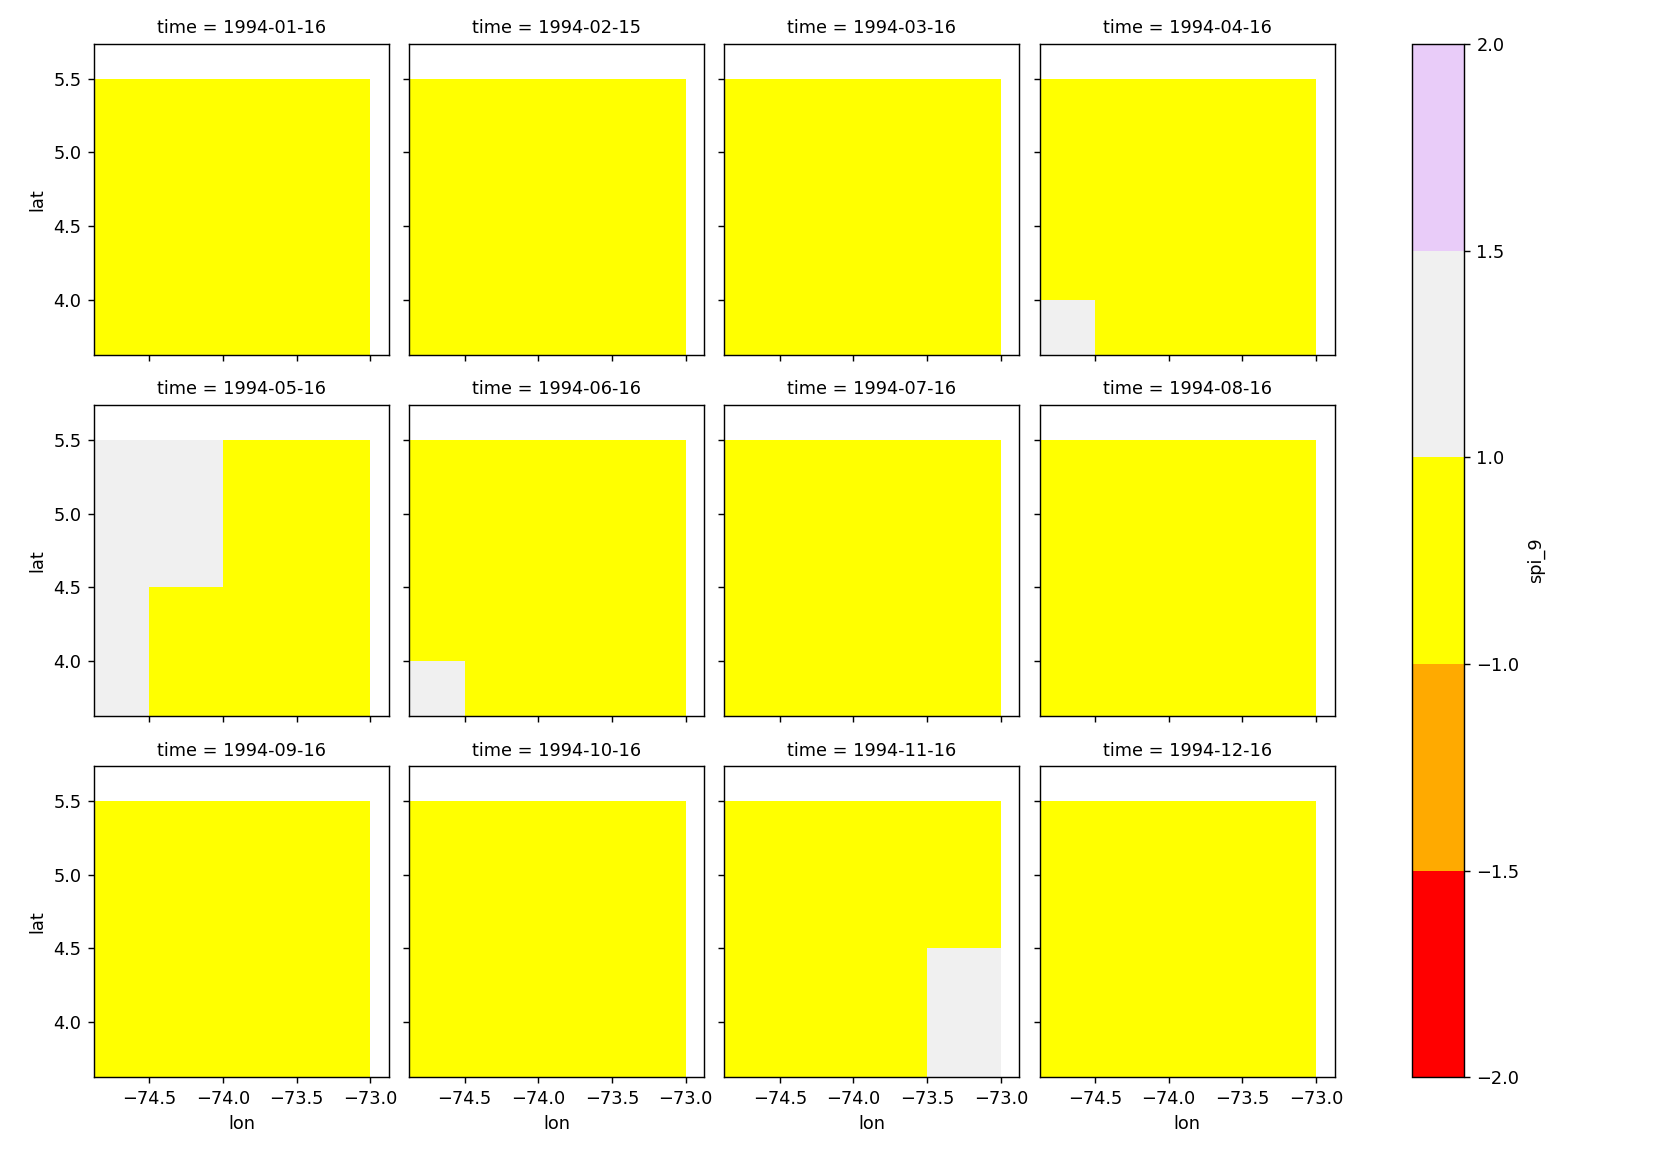 time = 1994-01-16
time = 1994-02-15
time = 1994-03-16
time = 1994-04-16
lat
5.5
5.0
4.5
4.0
time = 1994-05-16
time = 1994-06-16
time = 1994-07-16
time = 1994-08-16
lat
5.5
5.0
4.5
4.0
time = 1994-09-16
time = 1994-10-16
time = 1994-11-16
time = 1994-12-16
lat
5.5
5.0
4.5
4.0
−74.5 −74.0 −73.5 −73.0
lon
−74.5 −74.0 −73.5 −73.0
lon
−74.5 −74.0 −73.5 −73.0
lon
−74.5 −74.0 −73.5 −73.0
lon
2.0
1.5
1.0
−1.0
−1.5
−2.0
spi_9